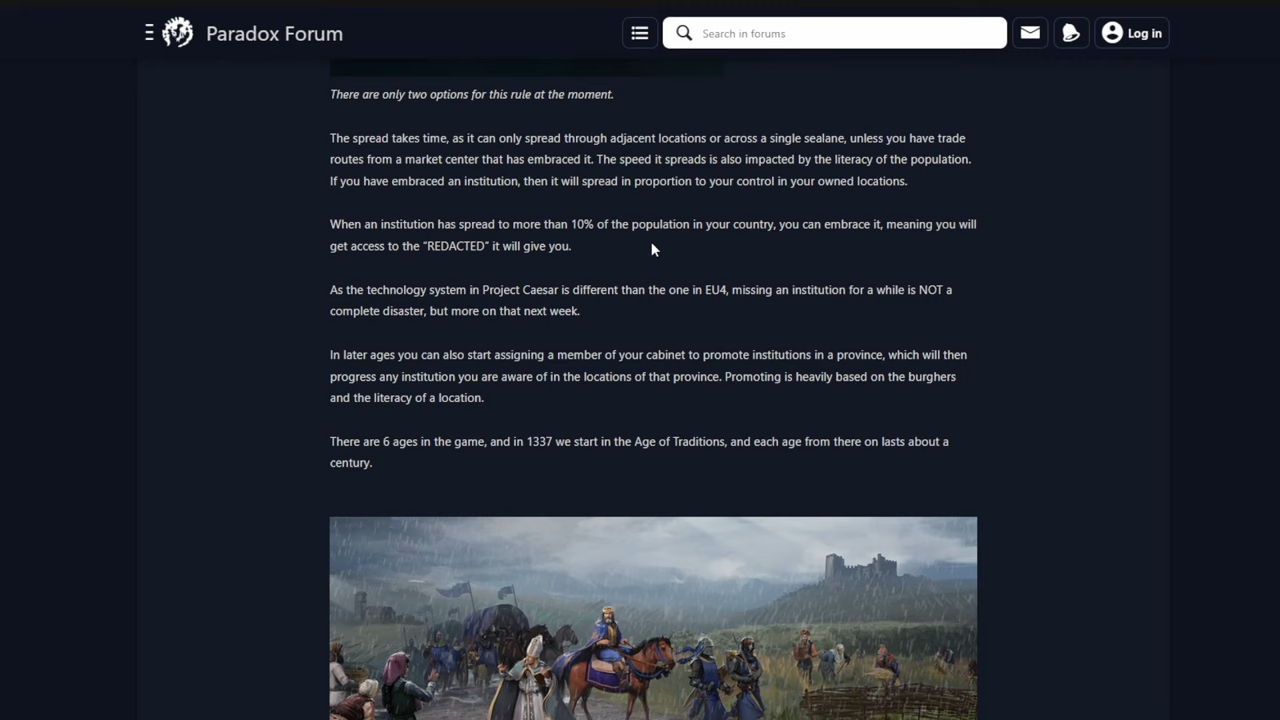 Paradox Forum
Search in forums
Log in
There are only two options for this rule at the moment.
The spread takes time, as it can only spread through adjacent locations or across a single sealane, unless you have trade
routes from a market center that has embraced it. The speed it spreads is also impacted by the literacy of the population.
If you have embraced an institution, then it will spread in proportion to your control in your owned locations.
When an institution has spread to more than 10% of the population in your country, you can embrace it, meaning you will
get access to the “REDACTED” it will give you.
As the technology system in Project Caesar is different than the one in EU4, missing an institution for a while is NOT a
complete disaster, but more on that next week.
In later ages you can also start assigning a member of your cabinet to promote institutions in a province, which will then
progress any institution you are aware of in the locations of that province. Promoting is heavily based on the burghers
and the literacy of a location.
There are 6 ages in the game, and in 1337 we start in the Age of Traditions, and each age from there on lasts about a
century.